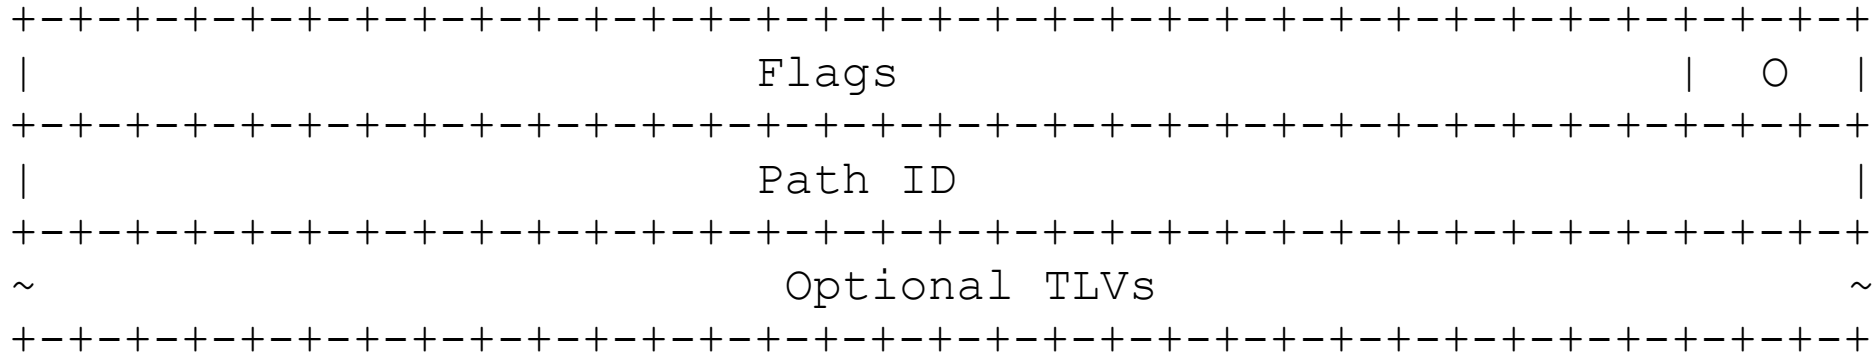 +-+-+-+-+-+-+-+-+-+-+-+-+-+-+-+-+-+-+-+-+-+-+-+-+-+-+-+-+-+-+-+-+-+
|                         Flags                           |  O  |
+-+-+-+-+-+-+-+-+-+-+-+-+-+-+-+-+-+-+-+-+-+-+-+-+-+-+-+-+-+-+-+-+-+
|                         Path ID                               |
+-+-+-+-+-+-+-+-+-+-+-+-+-+-+-+-+-+-+-+-+-+-+-+-+-+-+-+-+-+-+-+-+-+
~                          Optional TLVs                        ~
+-+-+-+-+-+-+-+-+-+-+-+-+-+-+-+-+-+-+-+-+-+-+-+-+-+-+-+-+-+-+-+-+-+